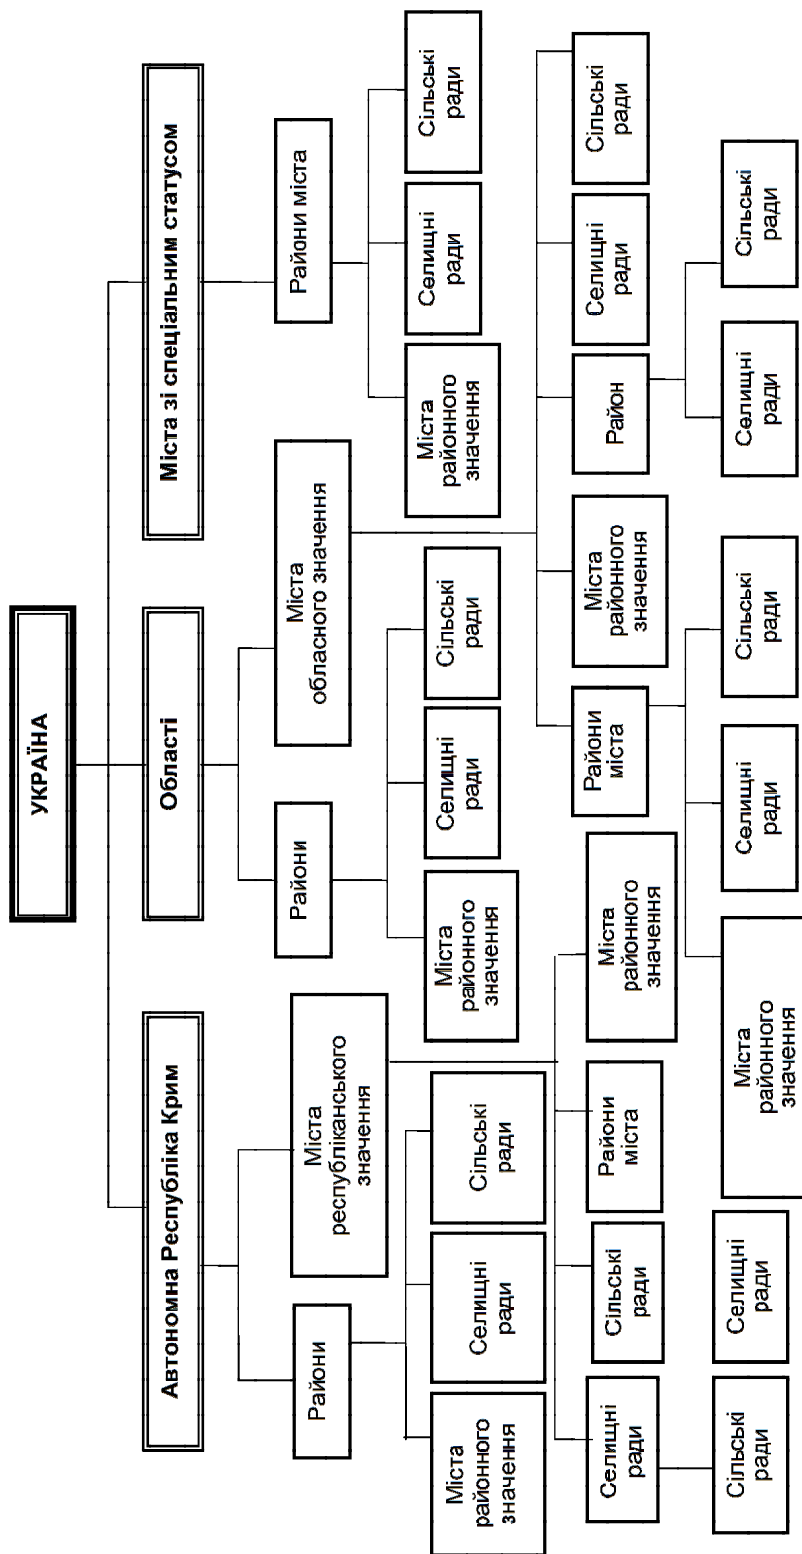 УКРАЇНА
Автономна Республіка Крим
Області
Міста зі спеціальним статусом
Райони
Міста
республіканського
значення
Райони
Міста
обласного значення
Райони міста
Міста
районного
значення
Селищні
ради
Сільські
ради
Міста
районного
значення
Селищні
ради
Сільські
ради
Міста
районного
значення
Селищні
ради
Сільські
ради
Селищні
ради
Сільські
ради
Райони
міста
Міста
районного
значення
Райони
міста
Міста
районного
значення
Район
Селищні
ради
Сільські
ради
Сільські
ради
Селищні
ради
Міста
районного
значення
Селищні
ради
Сільські
ради
Селищні
ради
Сільські
ради